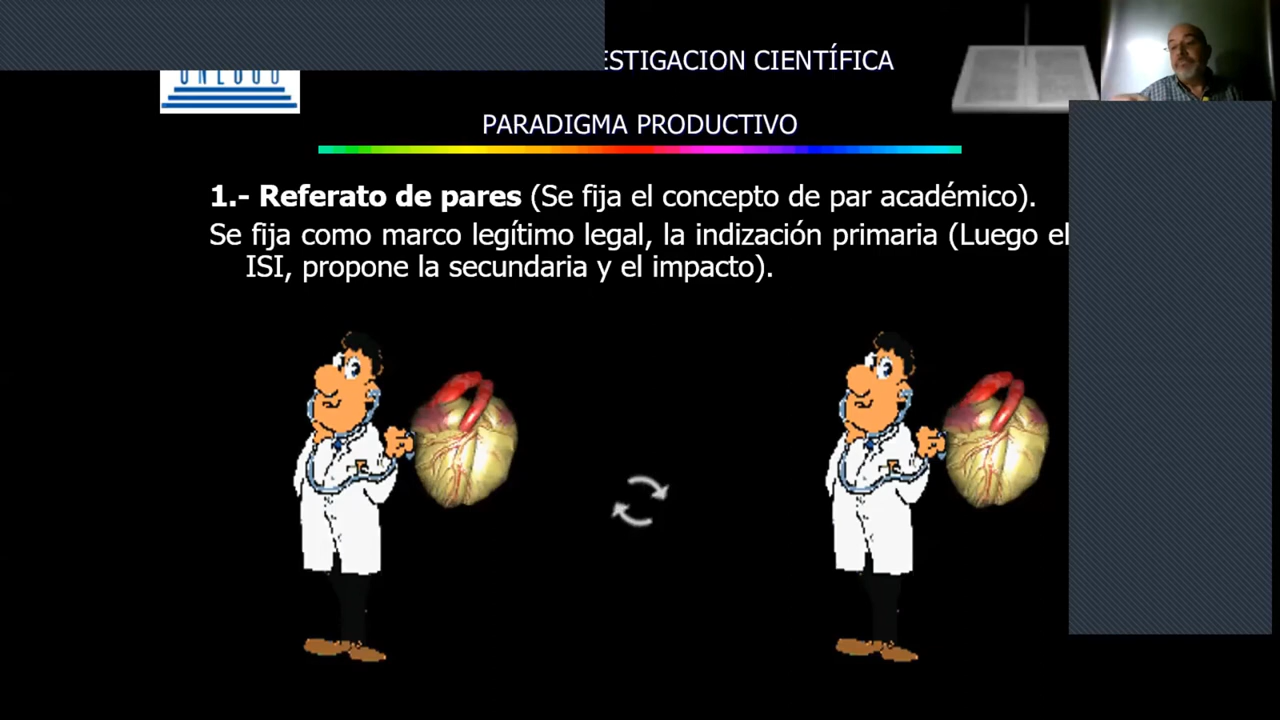 ESTIGACION CIENTÍFICA
UNESCO
PARADIGMA PRODUCTIVO
1.- Referato de pares (Se fija el concepto de par académico).
Se fija como marco legítimo legal, la indización primaria (Luego el
ISI, propone la secundaria y el impacto).